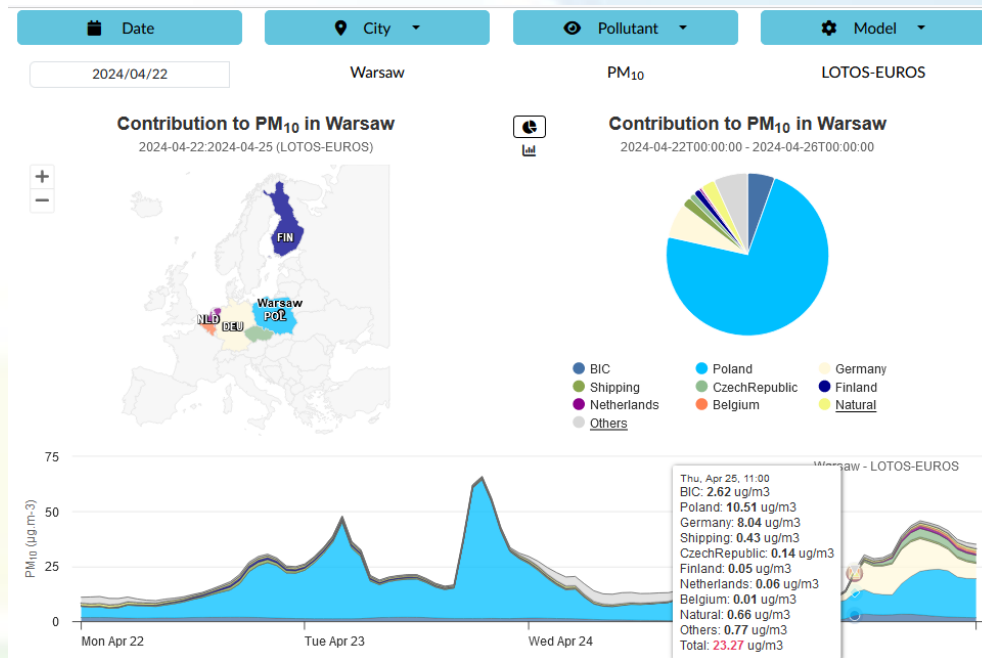 Date
City
Pollutant
Model
2024/04/22
Warsaw
PM10
LOTOS-EUROS
Contribution to PM10 in Warsaw
2024-04-22:2024-04-25 (LOTOS-EUROS)
+
−
FIN
Warsaw
POL
NLD
DEU
Contribution to PM10 in Warsaw
2024-04-22T00:00:00 - 2024-04-26T00:00:00
BIC
Poland
Germany
Shipping
CzechRepublic
Finland
Netherlands
Belgium
Natural
Others
75
50
25
0
PM10 (µg.m-3)
Warsaw - LOTOS-EUROS
Thu, Apr 25, 11:00
BIC: 2.62 ug/m3
Poland: 10.51 ug/m3
Germany: 8.04 ug/m3
Shipping: 0.43 ug/m3
CzechRepublic: 0.14 ug/m3
Finland: 0.05 ug/m3
Netherlands: 0.06 ug/m3
Belgium: 0.01 ug/m3
Natural: 0.66 ug/m3
Others: 0.77 ug/m3
Total: 23.27 ug/m3
Mon Apr 22
Tue Apr 23
Wed Apr 24